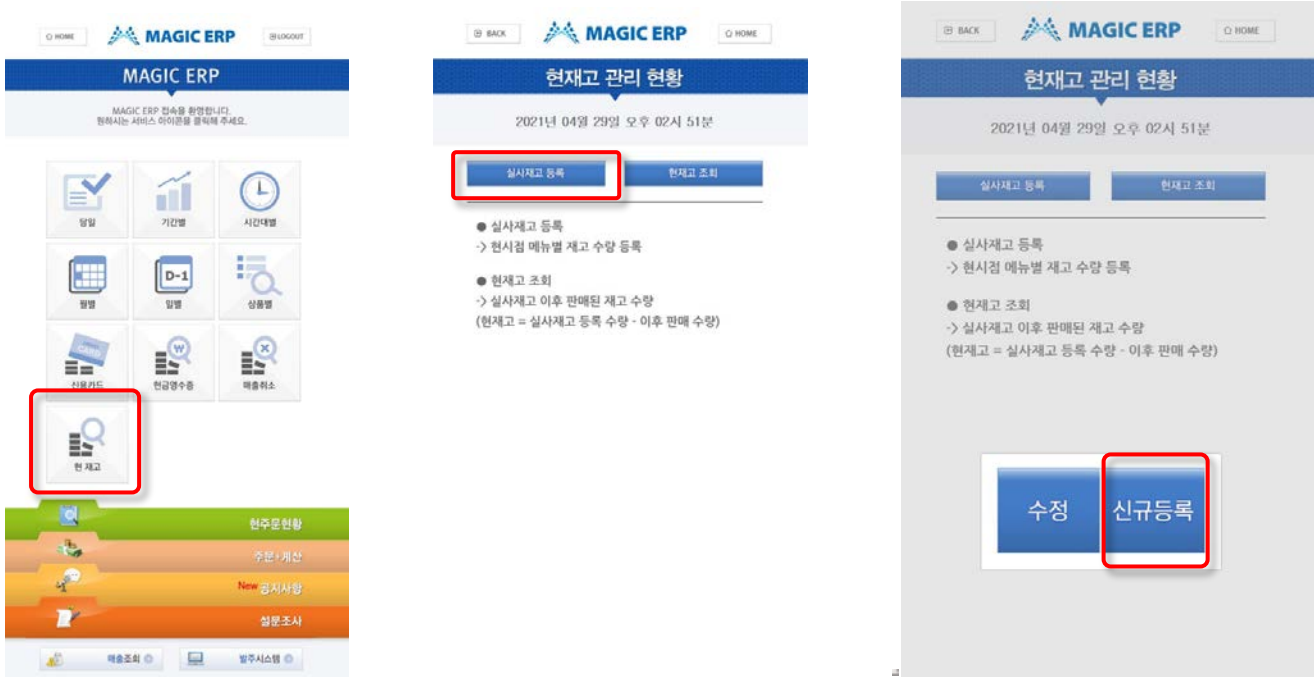 HOME
MAGIC ERP
LOGOUT
MAGIC ERP
MAGIC ERP 접속을 환영합니다.
원하시는 서비스 아이콘을 클릭해 주세요.
당일
기간별
시간대별
월별
D-1
일별
상품별
CARD
신용카드
₩
현금영수증
매출취소
현 재고
현주문현황
주문·계산
New 공지사항
설문조사
매출조회
발주시스템
BACK
MAGIC ERP
HOME
현재고 관리 현황
2021년 04월 29일 오후 02시 51분
실사재고 등록
현재고 조회
● 실사재고 등록
-> 현시점 메뉴별 재고 수량 등록
● 현재고 조회
-> 실사재고 이후 판매된 재고 수량
(현재고 = 실사재고 등록 수량 - 이후 판매 수량)
BACK
MAGIC ERP
HOME
현재고 관리 현황
2021년 04월 29일 오후 02시 51분
실사재고 등록
현재고 조회
● 실사재고 등록
-> 현시점 메뉴별 재고 수량 등록
● 현재고 조회
-> 실사재고 이후 판매된 재고 수량
(현재고 = 실사재고 등록 수량 - 이후 판매 수량)
수정
신규등록